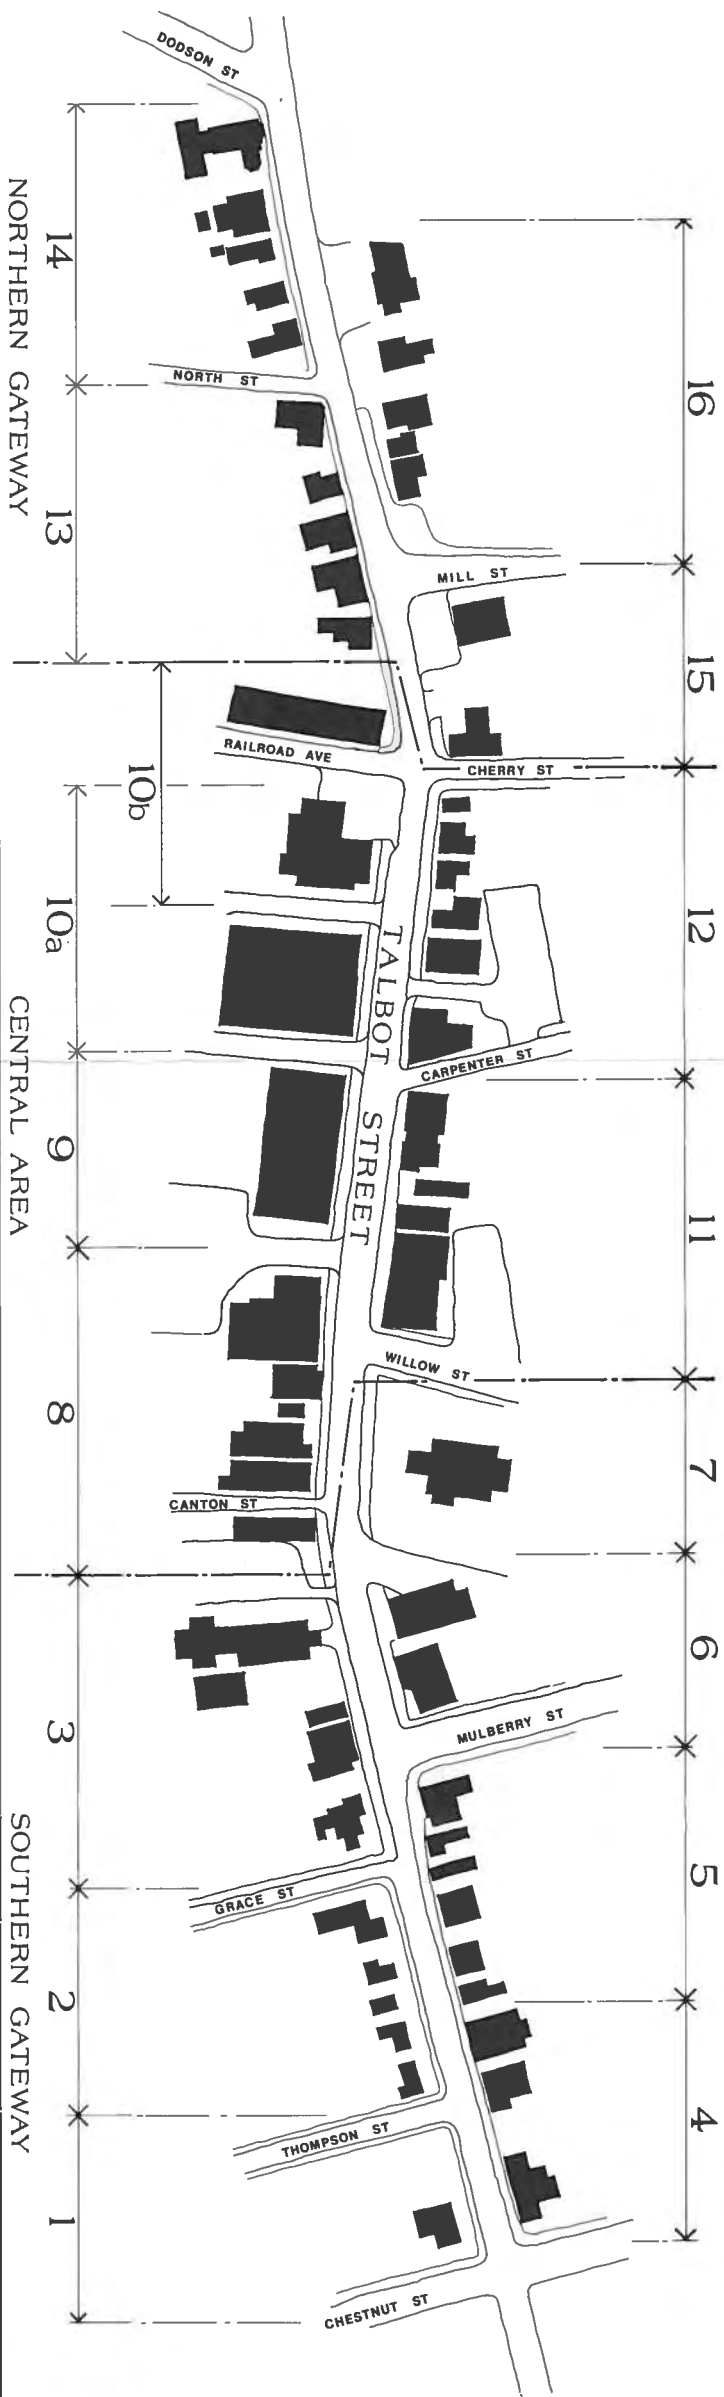 DODSON ST
14
NORTHERN GATEWAY
16
NORTH ST
13
MILL ST
15
RAILROAD AVE
CHERRY ST
10b
10a
12
TALBOT STREET
CARPENTER ST
CENTRAL AREA
9
11
WILLOW ST
8
7
CANTON ST
6
3
MULBERRY ST
5
SOUTHERN GATEWAY
GRACE ST
2
4
THOMPSON ST
1
CHESTNUT ST